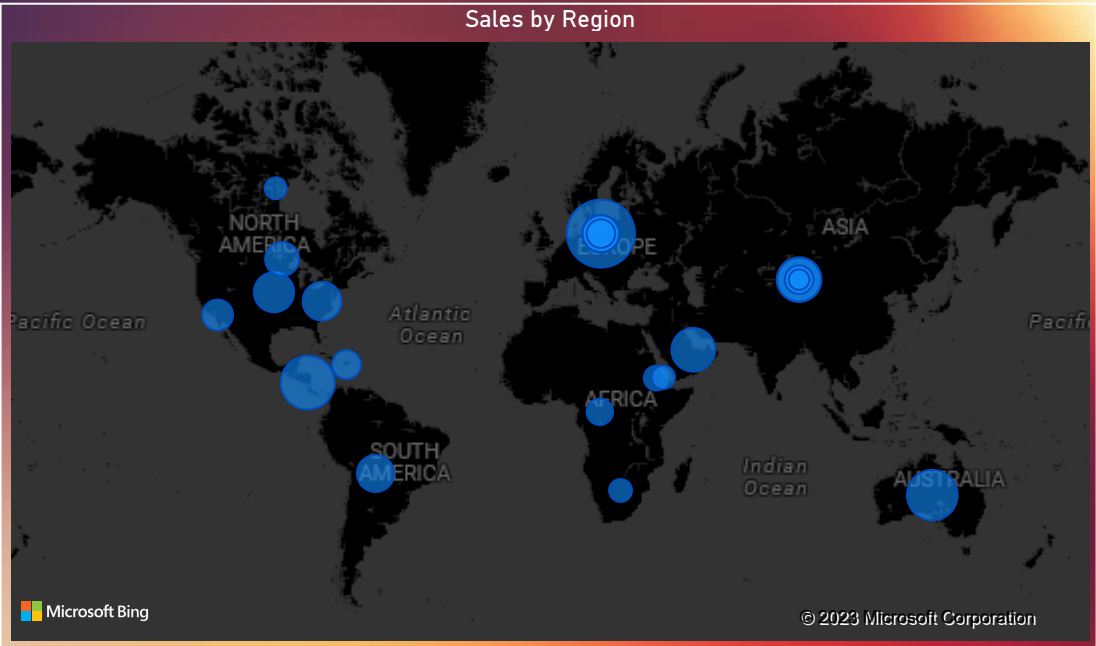 Sales by Region
NORTH
AMERICA
EUROPE
ASIA
Atlantic
Ocean
Pacific Ocean
Pacifi
AFRICA
SOUTH
AMERICA
Indian
Ocean
AUSTRALIA
Microsoft Bing
© 2023 Microsoft Corporation